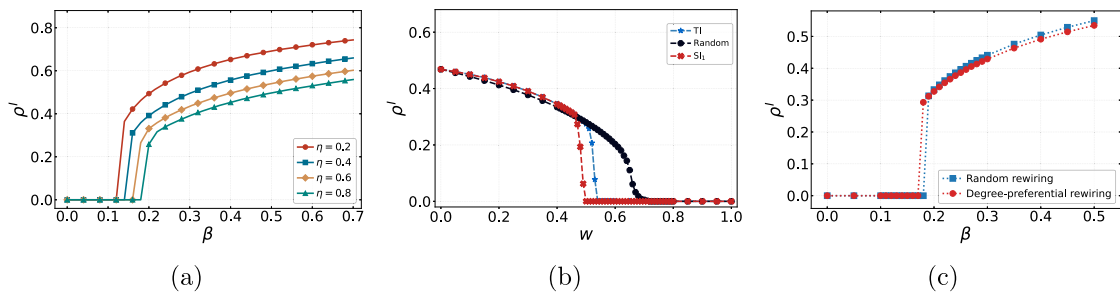 0.8
0.6
0.4
0.2
0.0
ρ^I
0.0 0.1 0.2 0.3 0.4 0.5 0.6 0.7
β
η = 0.2
η = 0.4
η = 0.6
η = 0.8
(a)
0.6
0.4
0.2
0.0
ρ^I
0.0 0.2 0.4 0.6 0.8 1.0
w
TI
Random
SI₁
(b)
0.5
0.4
0.3
0.2
0.1
0.0
ρ^I
0.0 0.1 0.2 0.3 0.4 0.5
β
Random rewiring
Degree-preferential rewiring
(c)